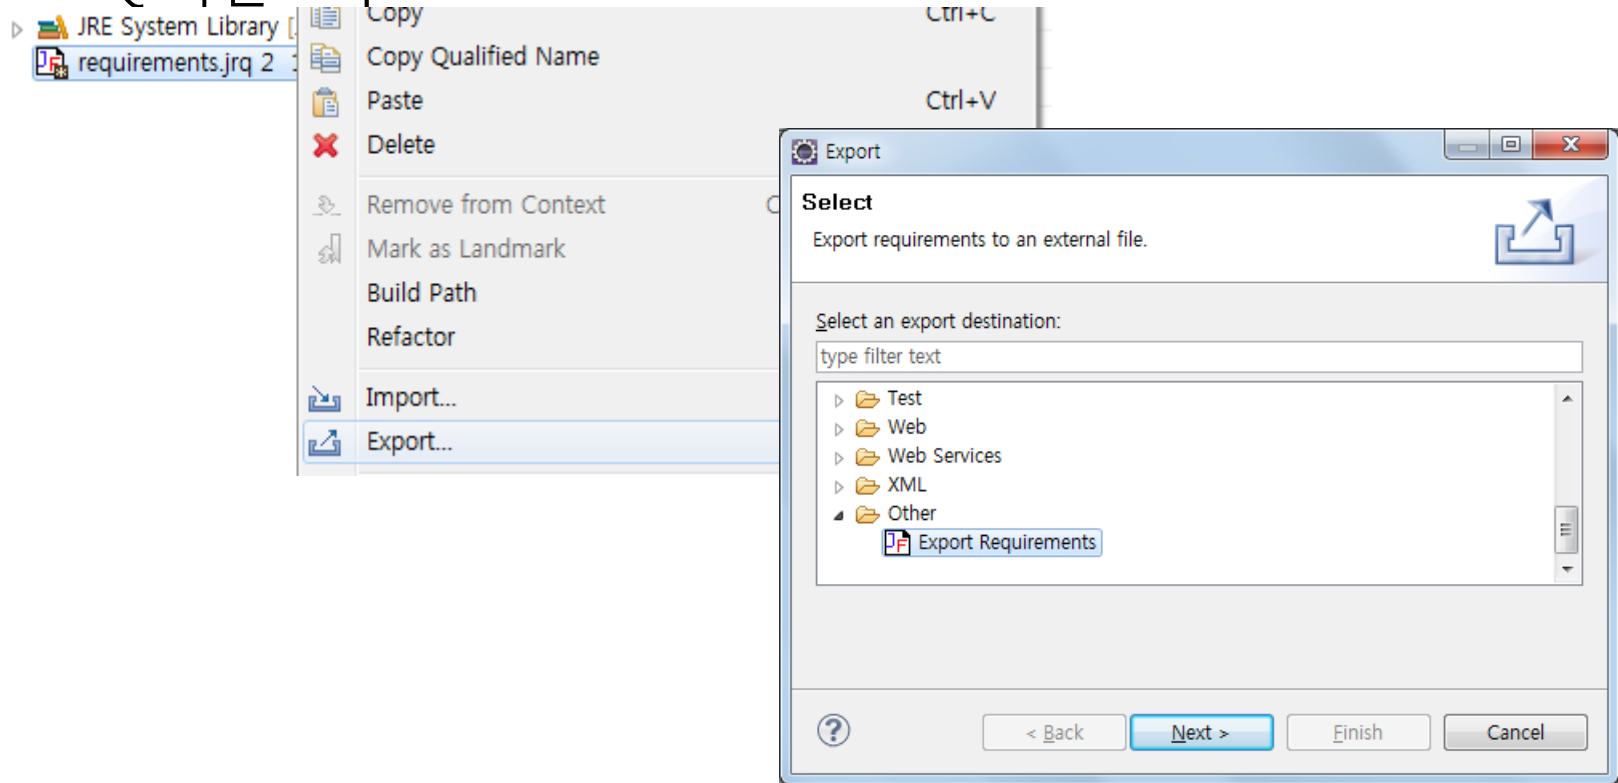 JRE System Library [
requirements.jrq 2
Copy Ctrl+C
Copy Qualified Name
Paste Ctrl+V
Delete
Remove from Context
Mark as Landmark
Build Path
Refactor
Import...
Export...
Export
Select
Export requirements to an external file.
Select an export destination:
type filter text
Test
Web
Web Services
XML
Other
Export Requirements
< Back Next > Finish Cancel